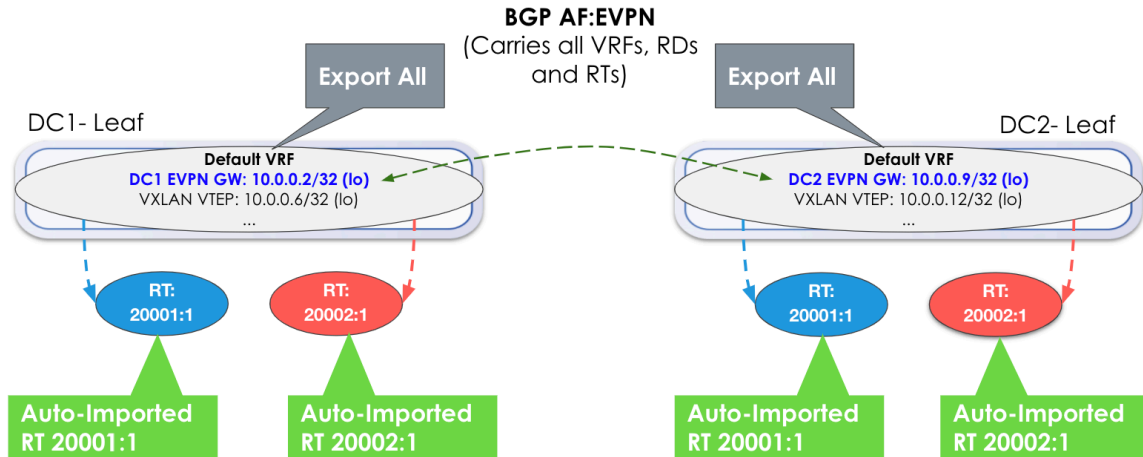 BGP AF:EVPN
(Carries all VRFs, RDs
and RTs)
Export All
Export All
DC1- Leaf
DC2- Leaf
Default VRF
DC1 EVPN GW: 10.0.0.2/32 (lo)
VXLAN VTEP: 10.0.0.6/32 (lo)
...
Default VRF
DC2 EVPN GW: 10.0.0.9/32 (lo)
VXLAN VTEP: 10.0.0.12/32 (lo)
...
RT:
20001:1
RT:
20002:1
RT:
20001:1
RT:
20002:1
Auto-Imported
RT 20001:1
Auto-Imported
RT 20002:1
Auto-Imported
RT 20001:1
Auto-Imported
RT 20002:1